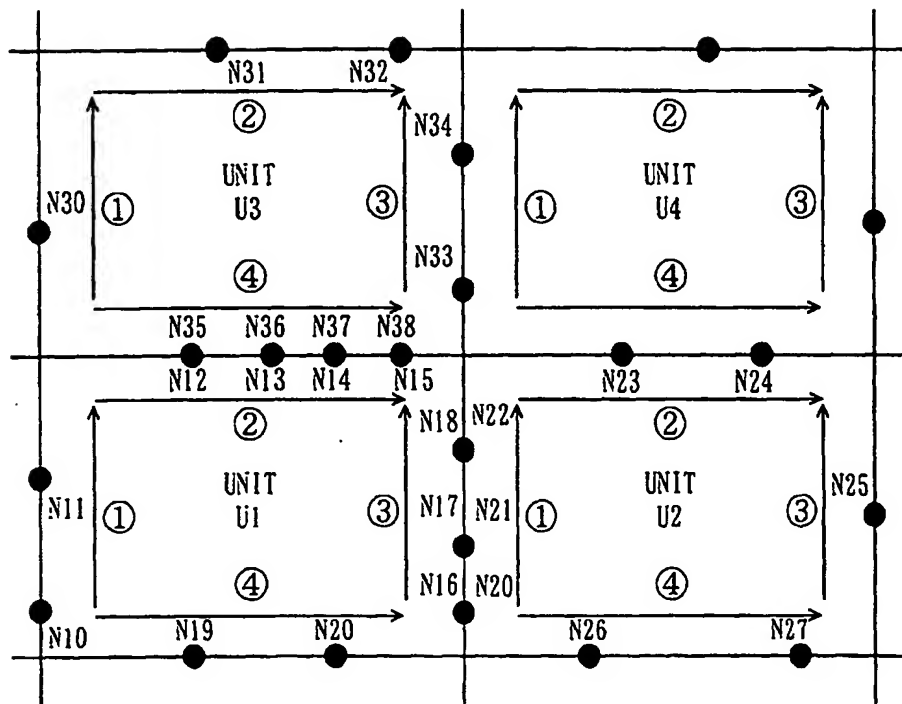 N31 N32
② ②
N34
UNIT UNIT
N30 ① U3 ③ ① U4 ③
N33
④ ④
N35 N36 N37 N38
N12 N13 N14 N15 N23 N24
② N18 N22 ②
UNIT UNIT N25
N11 ① U1 ③ N17 N21 ① U2 ③
④ N16 N20 ④
N10 N19 N20 N26 N27